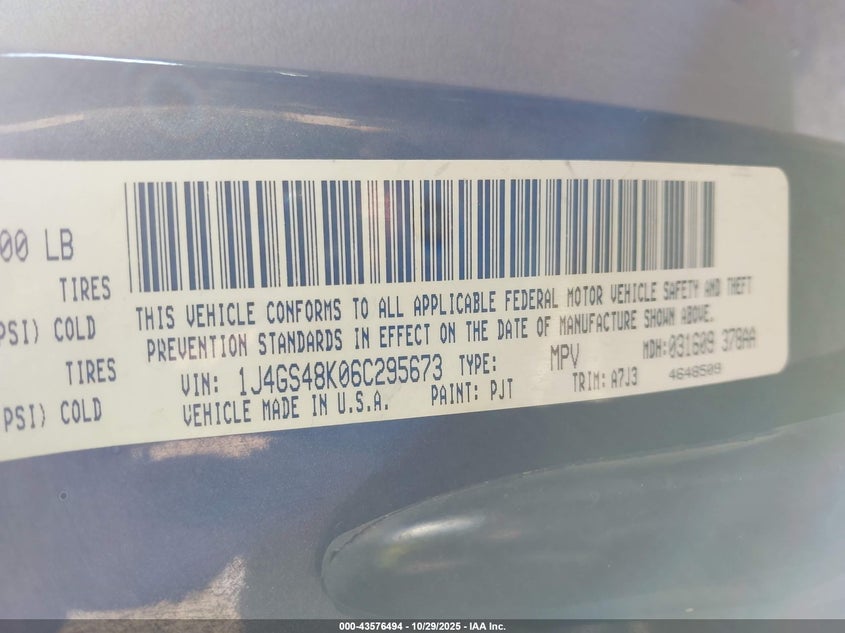 00 LB
TIRES
PSI) COLD
TIRES
PSI) COLD
THIS VEHICLE CONFORMS TO ALL APPLICABLE FEDERAL MOTOR VEHICLE SAFETY AND THEFT
PREVENTION STANDARDS IN EFFECT ON THE DATE OF MANUFACTURE SHOWN ABOVE.
VIN: 1J4GS48K06C295673 TYPE: MPV MDH: 031609 378AA
VEHICLE MADE IN U.S.A. PAINT: PJT TRIM: A7J3 4648509
000-43576494 - 10/29/2025 - IAA Inc.